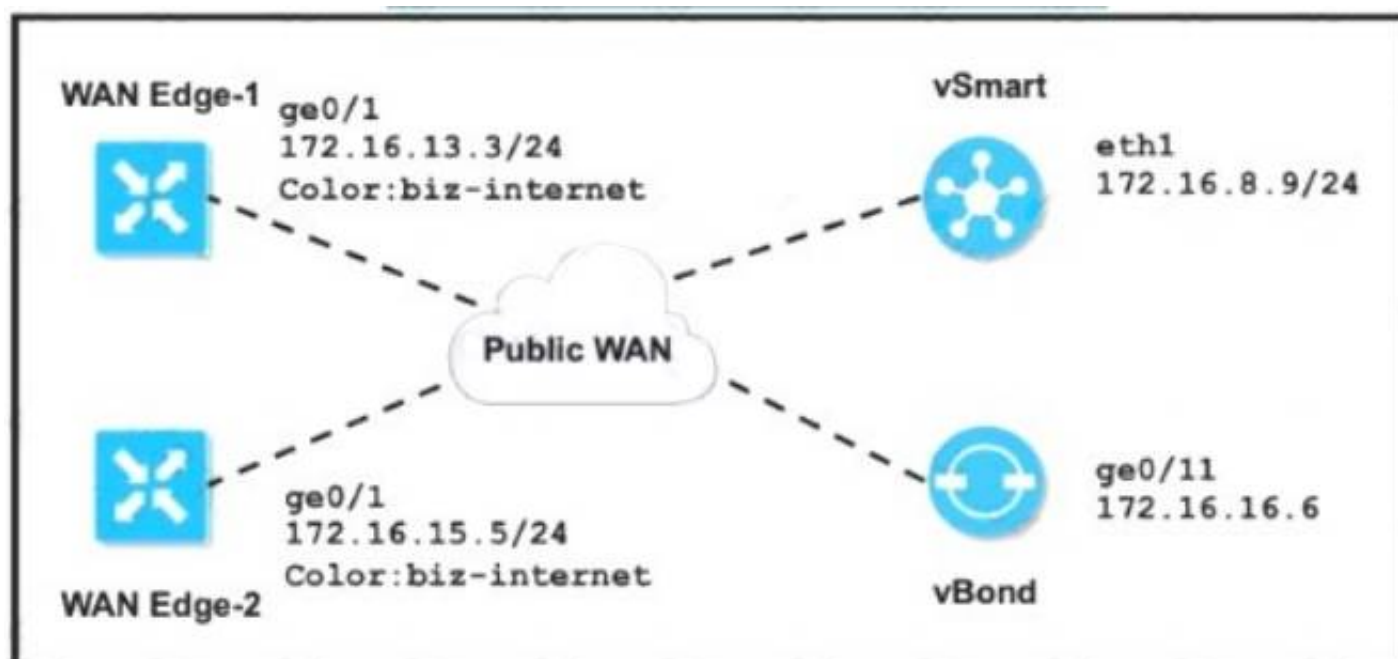 WAN Edge-1
ge0/1
172.16.13.3/24
Color:biz-internet
vSmart
eth1
172.16.8.9/24
Public WAN
ge0/1
172.16.15.5/24
Color:biz-internet
WAN Edge-2
ge0/11
172.16.16.6
vBond